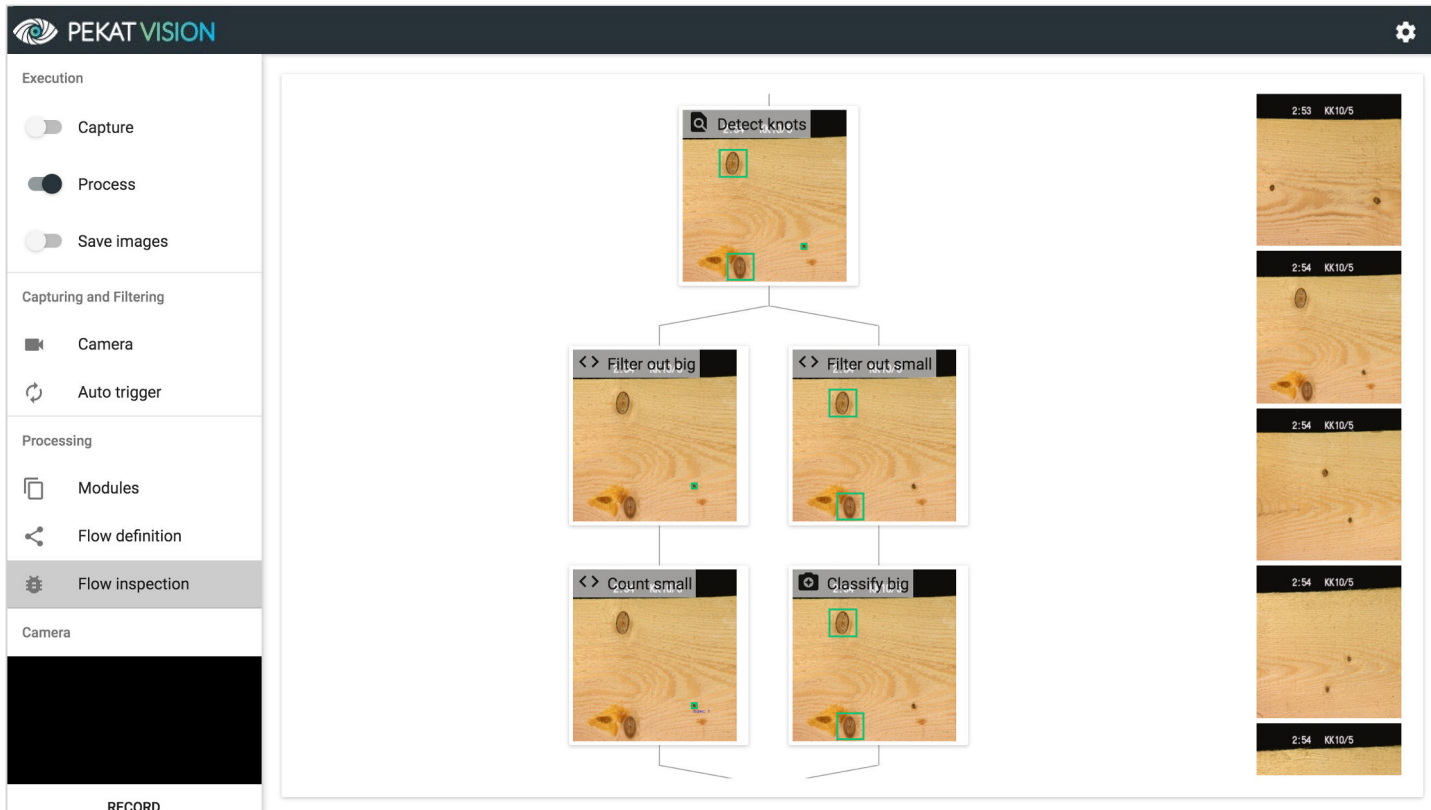 PEKAT VISION
Execution
Capture
Process
Save images
Capturing and Filtering
Camera
Auto trigger
Processing
Modules
Flow definition
Flow inspection
Camera
RECORD
Detect knots
Filter out big
Filter out small
Count small
Classify big
2:53 KK10/5
2:54 KK10/5
2:54 KK10/5
2:54 KK10/5
2:54 KK10/5